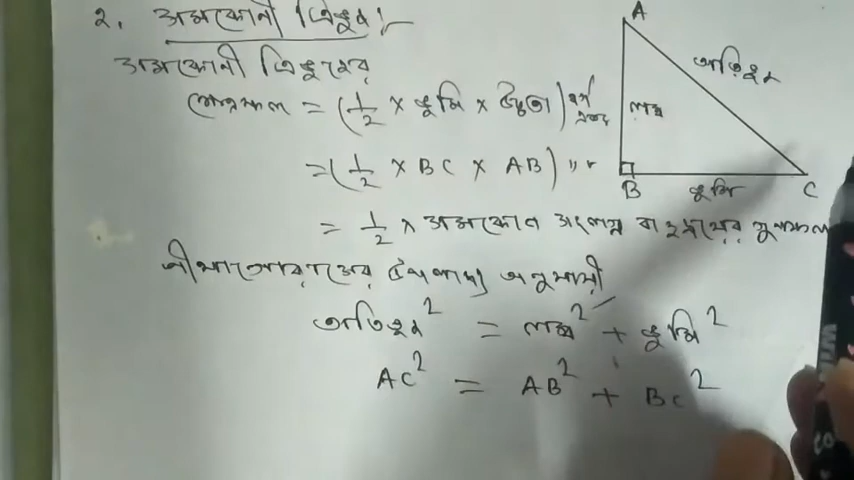 ২. সমকোনী ত্রিভুজ :-
সমকোনী ত্রিভুজের
ক্ষেত্রফল = (1/2 × ভূমি × উচ্চতা) বর্গ একক
= (1/2 × BC × AB) " "
= 1/2 × সমকোন সংলগ্ন বাহুদ্বয়ের গুণফল
পীথাগোরাসের উপপাদ্য অনুযায়ী
অতিভুজ² = লম্ব² + ভূমি²
AC² = AB² + BC²
A
অতিভুজ
লম্ব
B ভূমি C